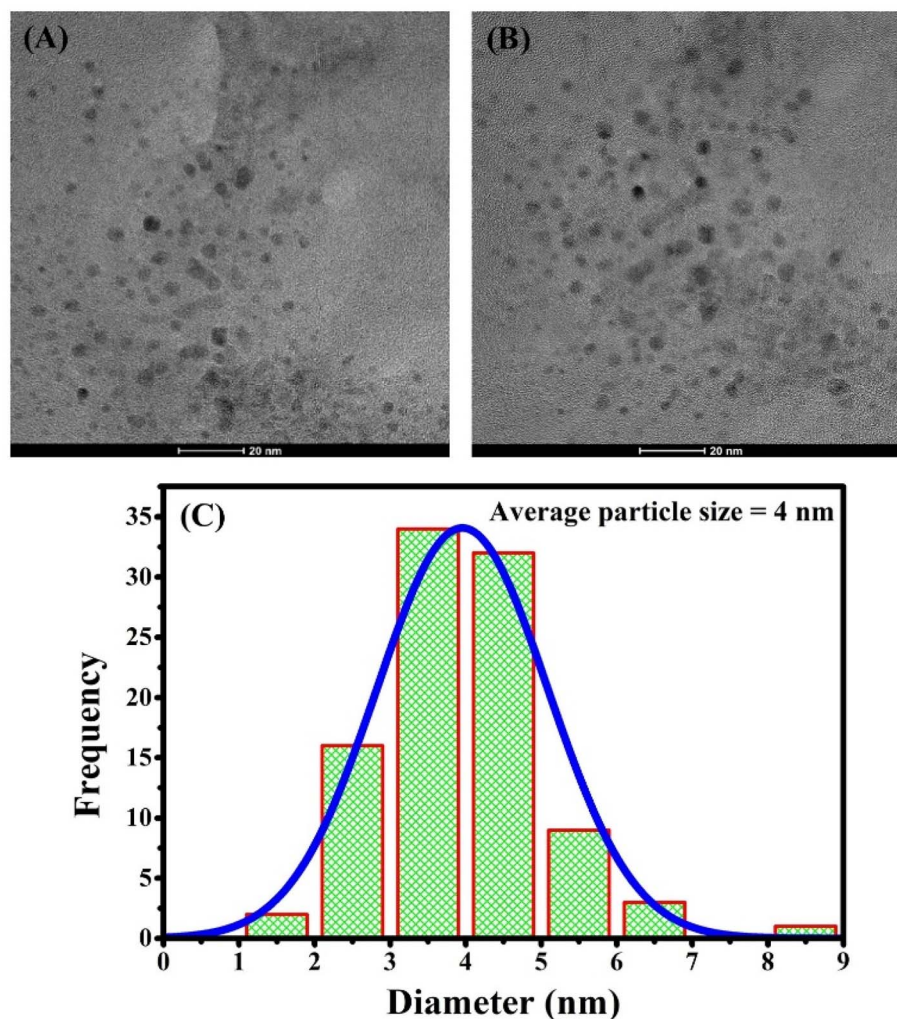 (A)
(B)
20 nm
20 nm
(C)
Average particle size = 4 nm
35
30
25
20
15
10
5
0
Frequency
0 1 2 3 4 5 6 7 8 9
Diameter (nm)